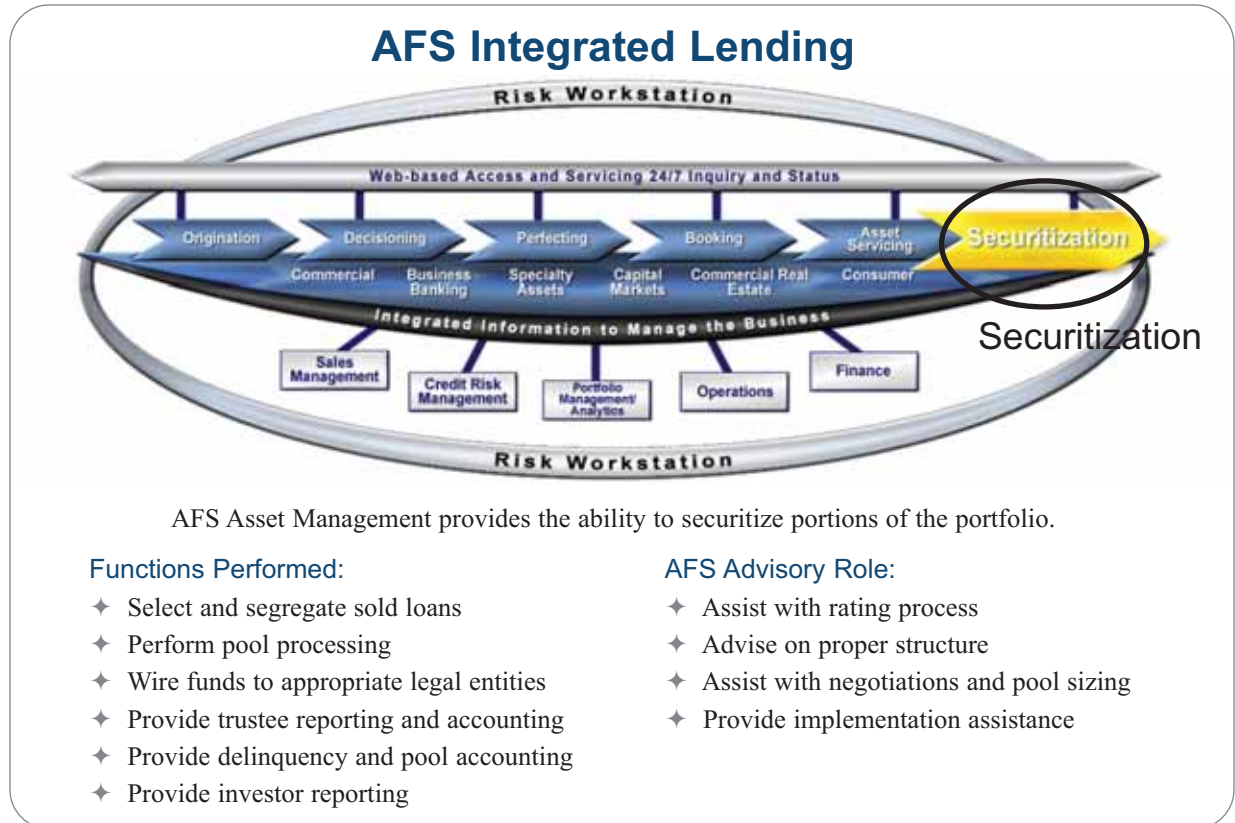 AFS Integrated Lending
Risk Workstation
Web-based Access and Servicing 24/7 Inquiry and Status
Origination
Decisioning
Perfecting
Booking
Asset
Servicing
Securitization
Commercial
Business
Banking
Specialty
Assets
Capital
Markets
Commercial Real
Estate
Consumer
Integrated Information to Manage the Business
Securitization
Sales
Management
Credit Risk
Management
Portfolio
Management/
Analytics
Operations
Finance
Risk Workstation
AFS Asset Management provides the ability to securitize portions of the portfolio.
Functions Performed:
✦ Select and segregate sold loans
✦ Perform pool processing
✦ Wire funds to appropriate legal entities
✦ Provide trustee reporting and accounting
✦ Provide delinquency and pool accounting
✦ Provide investor reporting
AFS Advisory Role:
✦ Assist with rating process
✦ Advise on proper structure
✦ Assist with negotiations and pool sizing
✦ Provide implementation assistance